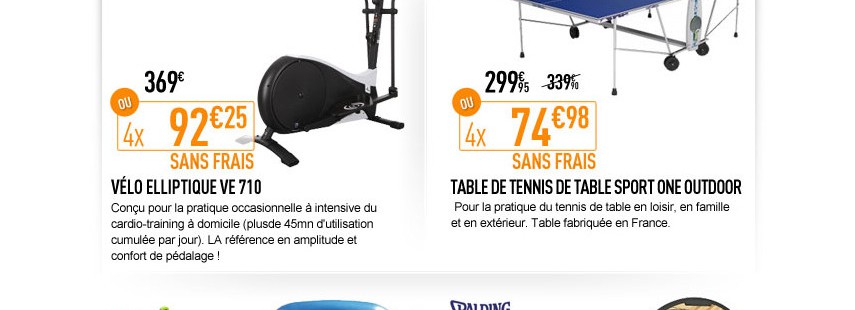 369€
OU
4X 92€25
SANS FRAIS
VÉLO ELLIPTIQUE VE 710
Conçu pour la pratique occasionnelle à intensive du
cardio-training à domicile (plusde 45mn d'utilisation
cumulée par jour). LA référence en amplitude et
confort de pédalage !
299€95 339€90
OU
4X 74€98
SANS FRAIS
TABLE DE TENNIS DE TABLE SPORT ONE OUTDOOR
Pour la pratique du tennis de table en loisir, en famille
et en extérieur. Table fabriquée en France.
SPALDING